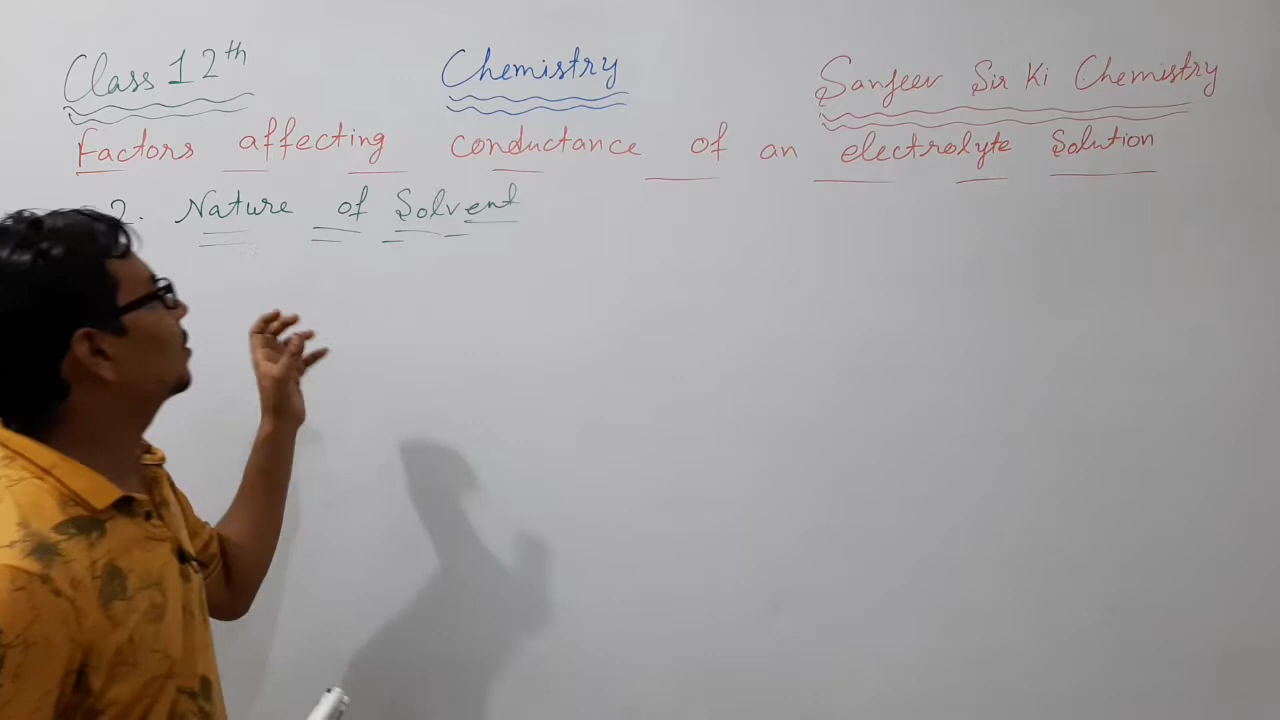 Class 12th Chemistry Sanjeev Sir Ki Chemistry
Factors affecting conductance of an electrolyte Solution
2. Nature of Solvent